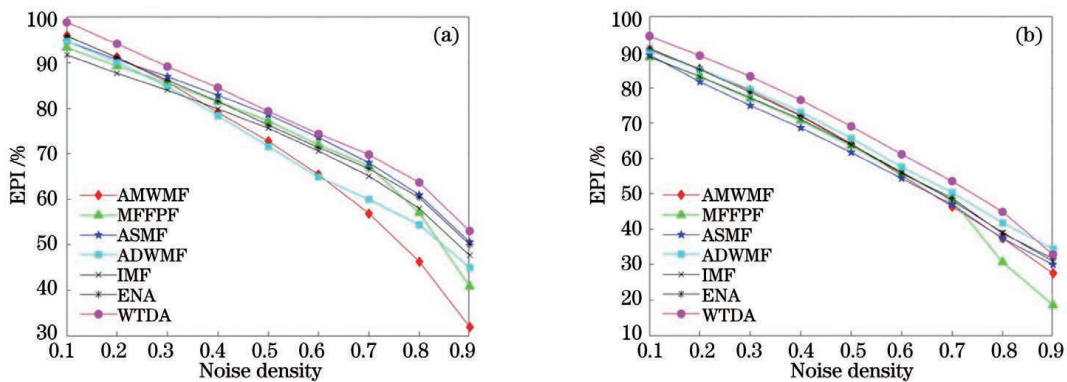 (a)
EPI /%
100
90
80
70
60
50
40
30
AMWMF
MFFPF
ASMF
ADWMF
IMF
ENA
WTDA
0.1 0.2 0.3 0.4 0.5 0.6 0.7 0.8 0.9
Noise density
(b)
EPI /%
100
90
80
70
60
50
40
30
20
10
AMWMF
MFFPF
ASMF
ADWMF
IMF
ENA
WTDA
0.1 0.2 0.3 0.4 0.5 0.6 0.7 0.8 0.9
Noise density